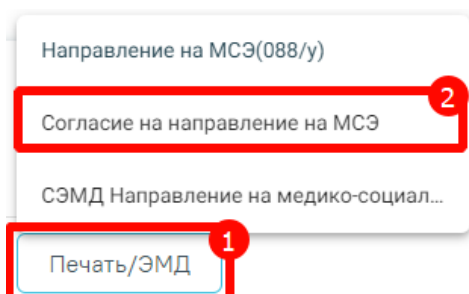 Направление на МСЭ(088/у)
2
Согласие на направление на МСЭ
СЭМД Направление на медико-социал...
1
Печать/ЭМД